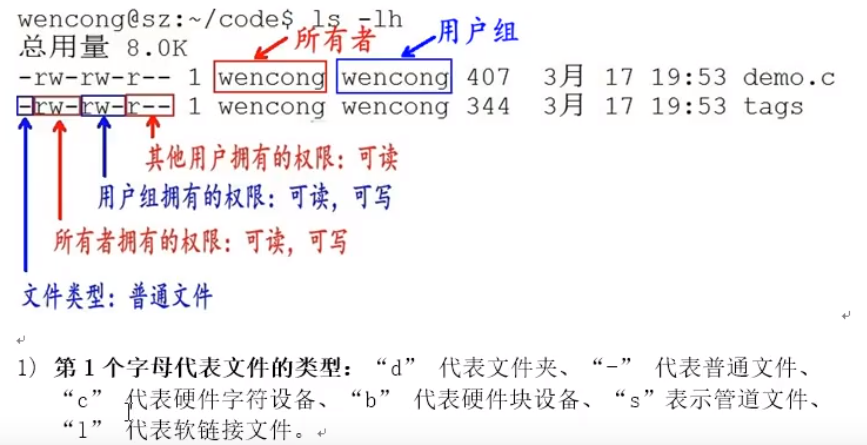 wencong@sz:~/code$ ls -lh
总用量 8.0K
所有者
用户组
-rw-rw-r-- 1 wencong wencong 407 3月 17 19:53 demo.c
-rw-rw-r-- 1 wencong wencong 344 3月 17 19:53 tags
其他用户拥有的权限：可读
用户组拥有的权限：可读，可写
所有者拥有的权限：可读，可写
文件类型：普通文件
1) 第1个字母代表文件的类型：“d” 代表文件夹、“-” 代表普通文件、
“c” 代表硬件字符设备、“b” 代表硬件块设备、“s”表示管道文件、
“l” 代表软链接文件。